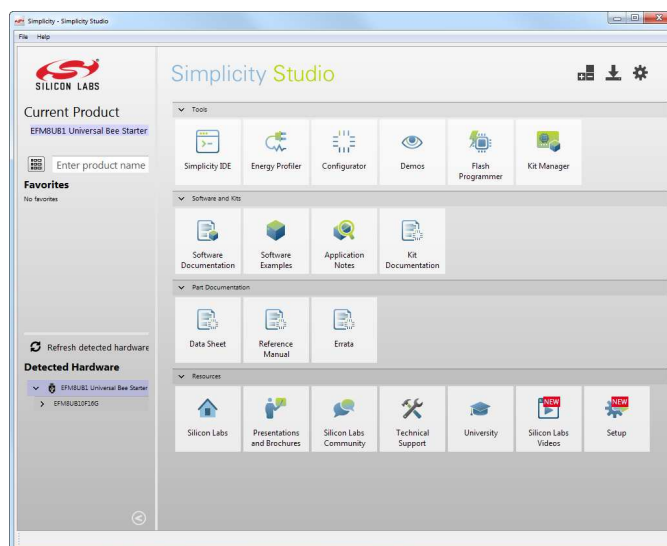 Simplicity - Simplicity Studio
File Help
SILICON LABS
Simplicity Studio
Current Product
EFM8UB1 Universal Bee Starter
Enter product name
Favorites
No favorites
Refresh detected hardware
Detected Hardware
EFM8UB1 Universal Bee Starter
EFM8UB10F16G
Tools
Simplicity IDE
Energy Profiler
Configurator
Demos
Flash
Programmer
Kit Manager
Software and Kits
Software
Documentation
Software
Examples
Application
Notes
Kit
Documentation
Part Documentation
Data Sheet
Reference
Manual
Errata
Resources
Silicon Labs
Presentations
and Brochures
Silicon Labs
Community
Technical
Support
University
NEW
Silicon Labs
Videos
NEW
Setup